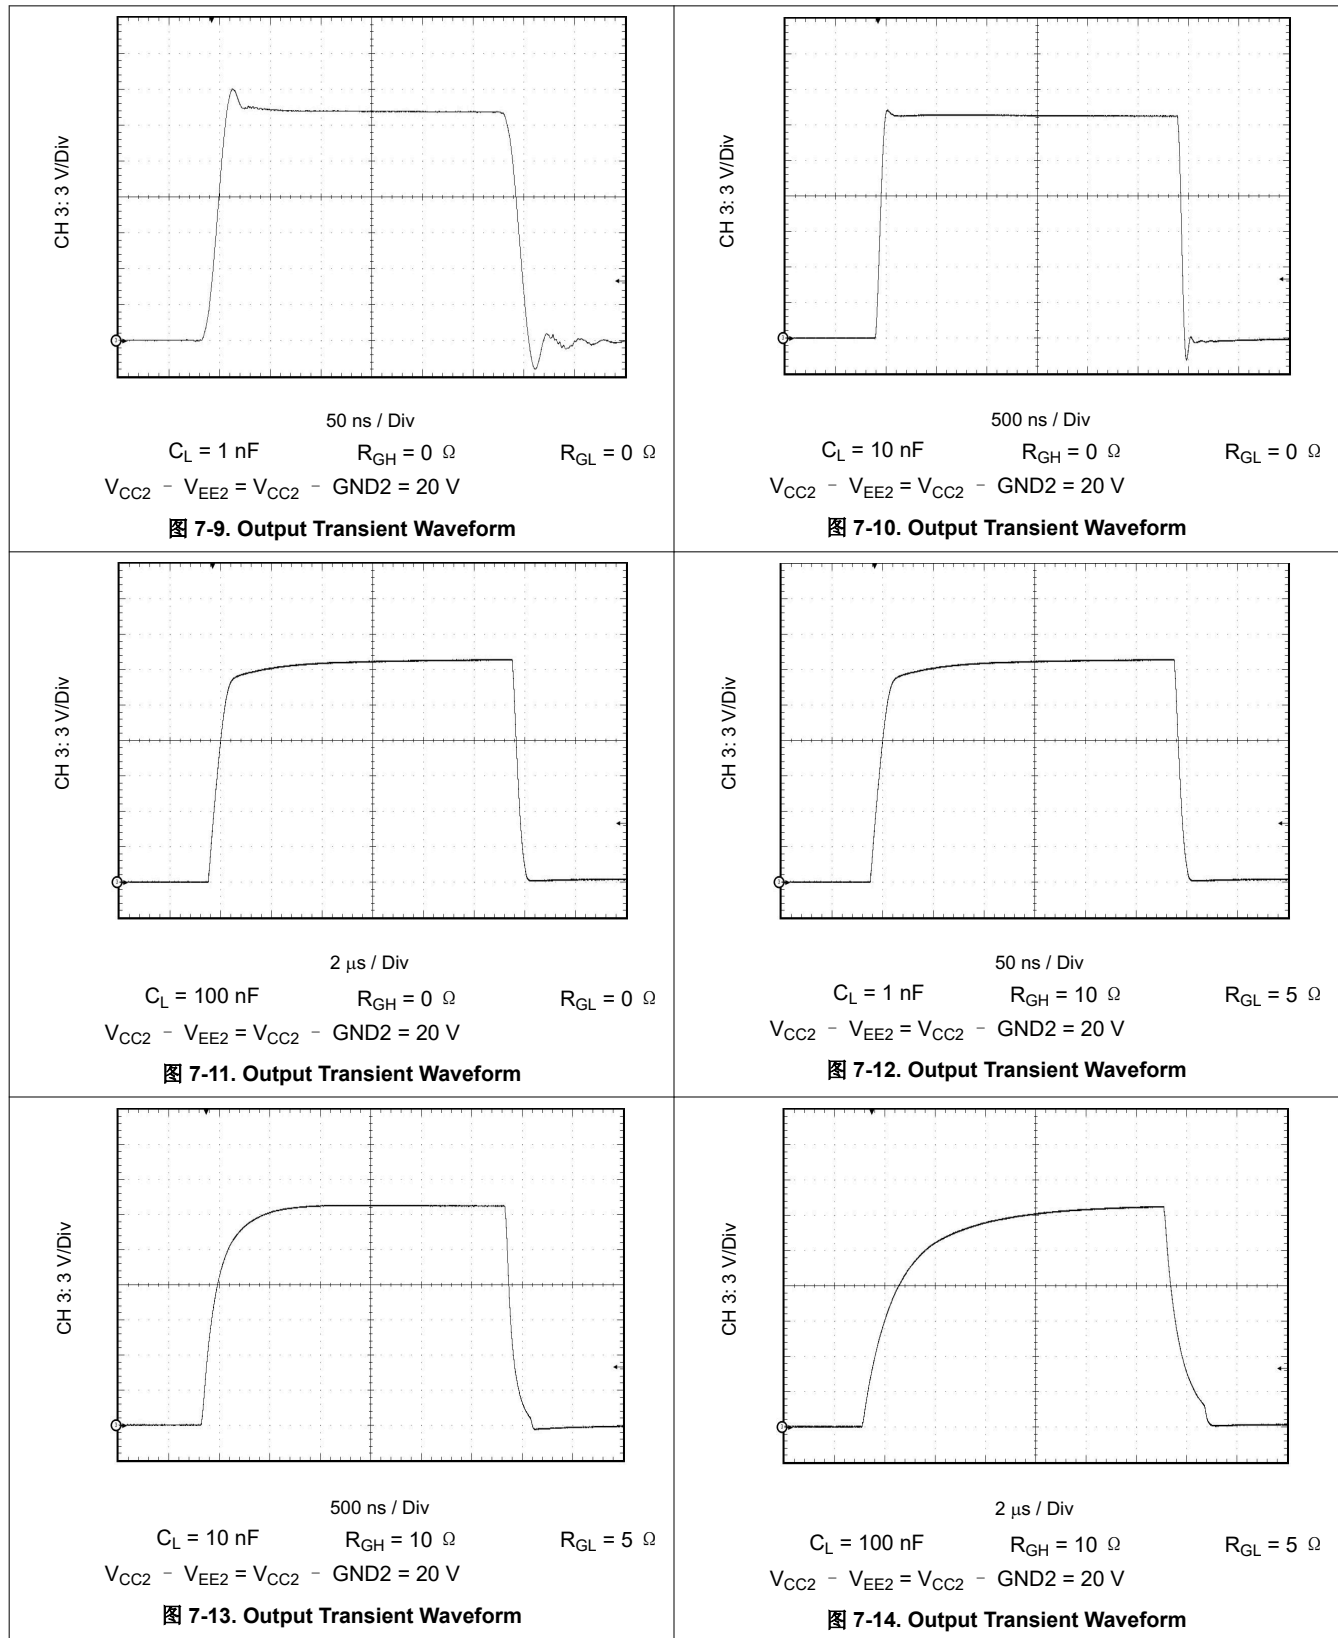 CH 3: 3 V/Div
50 ns / Div
CL = 1 nF RGH = 0 Ω RGL = 0 Ω
VCC2 − VEE2 = VCC2 − GND2 = 20 V
图 7-9. Output Transient Waveform
CH 3: 3 V/Div
500 ns / Div
CL = 10 nF RGH = 0 Ω RGL = 0 Ω
VCC2 − VEE2 = VCC2 − GND2 = 20 V
图 7-10. Output Transient Waveform
CH 3: 3 V/Div
2 μs / Div
CL = 100 nF RGH = 0 Ω RGL = 0 Ω
VCC2 − VEE2 = VCC2 − GND2 = 20 V
图 7-11. Output Transient Waveform
CH 3: 3 V/Div
50 ns / Div
CL = 1 nF RGH = 10 Ω RGL = 5 Ω
VCC2 − VEE2 = VCC2 − GND2 = 20 V
图 7-12. Output Transient Waveform
CH 3: 3 V/Div
500 ns / Div
CL = 10 nF RGH = 10 Ω RGL = 5 Ω
VCC2 − VEE2 = VCC2 − GND2 = 20 V
图 7-13. Output Transient Waveform
CH 3: 3 V/Div
2 μs / Div
CL = 100 nF RGH = 10 Ω RGL = 5 Ω
VCC2 − VEE2 = VCC2 − GND2 = 20 V
图 7-14. Output Transient Waveform